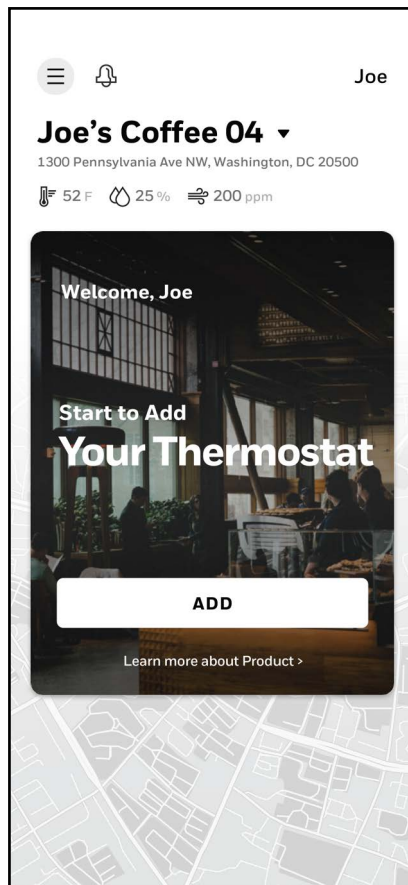 Joe
Joe’s Coffee 04
1300 Pennsylvania Ave NW, Washington, DC 20500
52 F 25 % 200 ppm
Welcome, Joe
Start to Add
Your Thermostat
ADD
Learn more about Product >